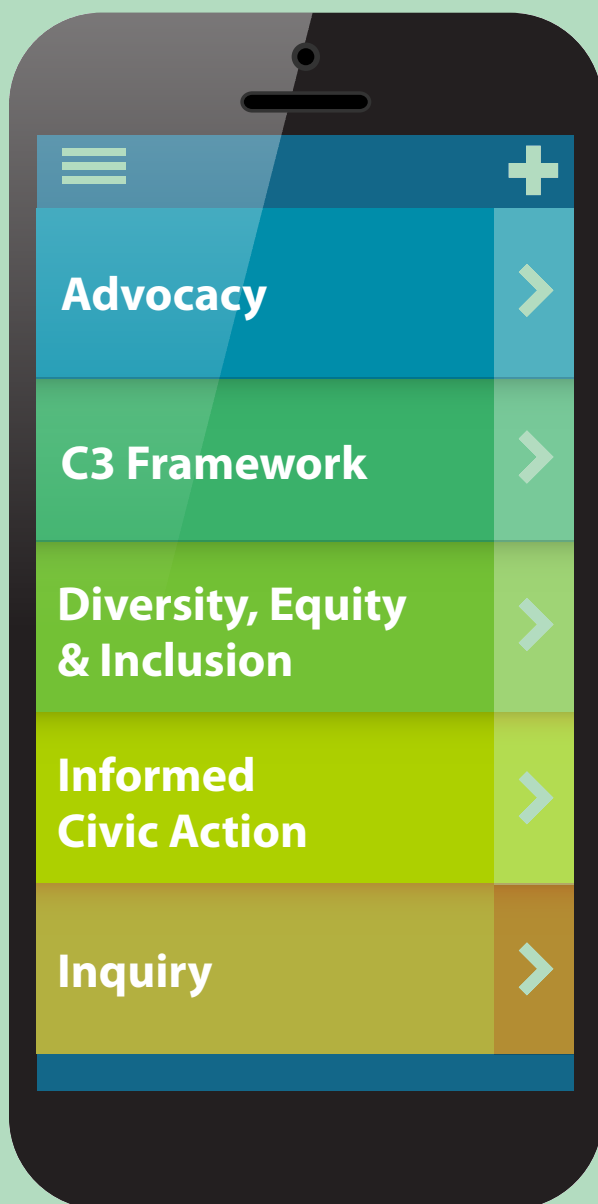 Advocacy
C3 Framework
Diversity, Equity
& Inclusion
Informed
Civic Action
Inquiry